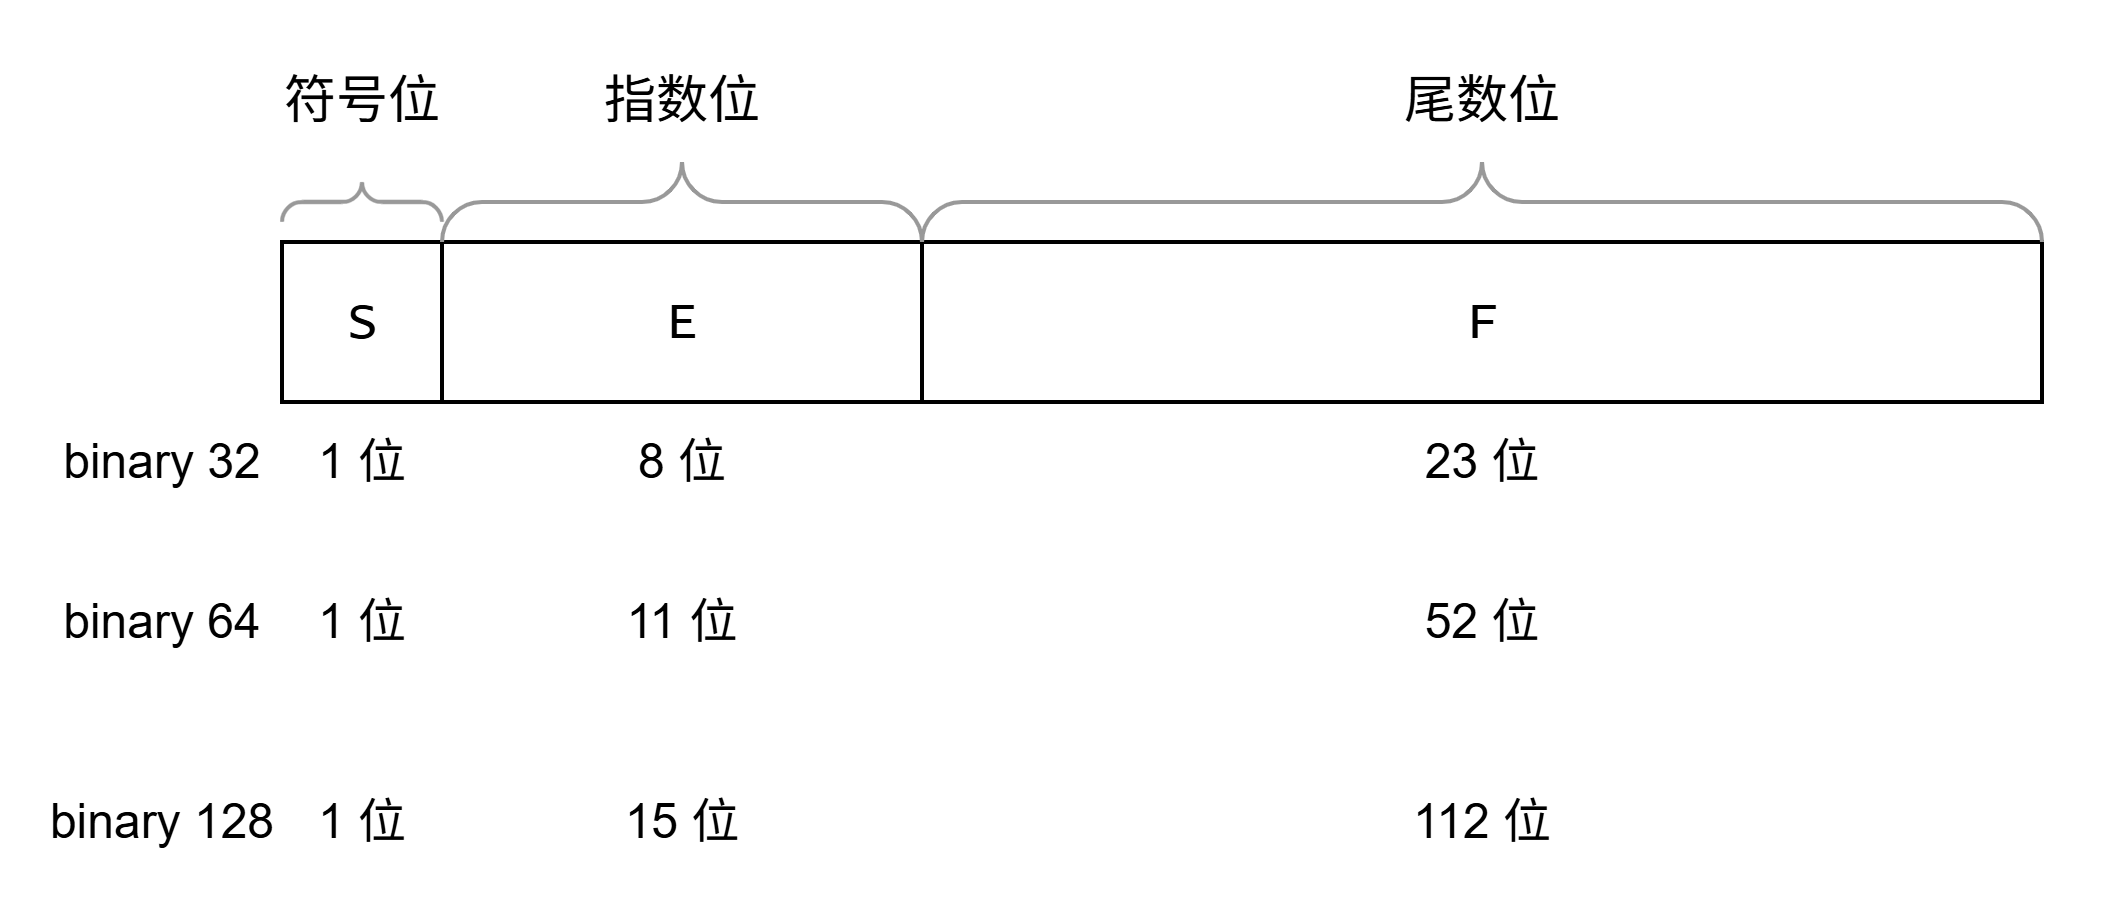 符号位 指数位 尾数位
S E F
binary 32 1 位 8 位 23 位
binary 64 1 位 11 位 52 位
binary 128 1 位 15 位 112 位